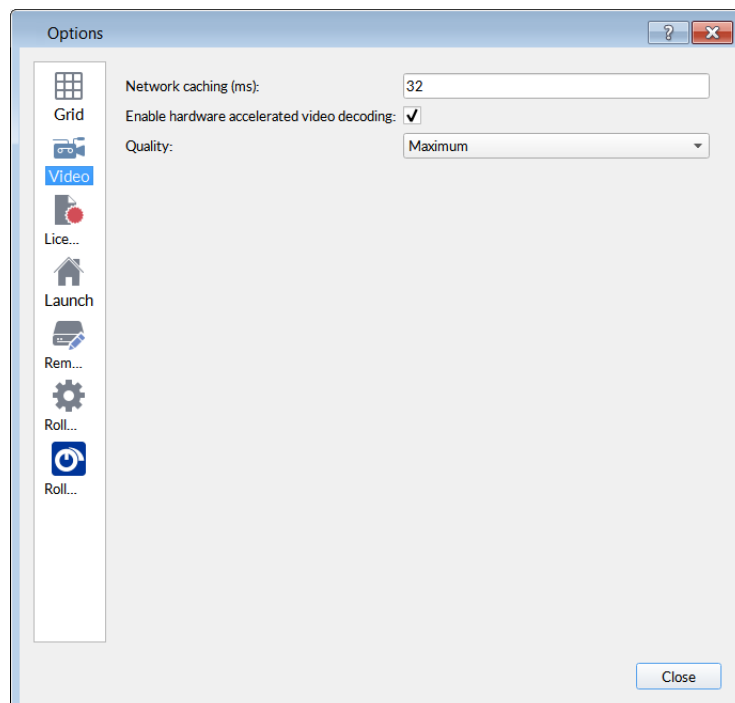 Options
?
Grid
Video
Lice...
Launch
Rem...
Roll...
Roll...
Network caching (ms): 32
Enable hardware accelerated video decoding: ✓
Quality: Maximum
Close